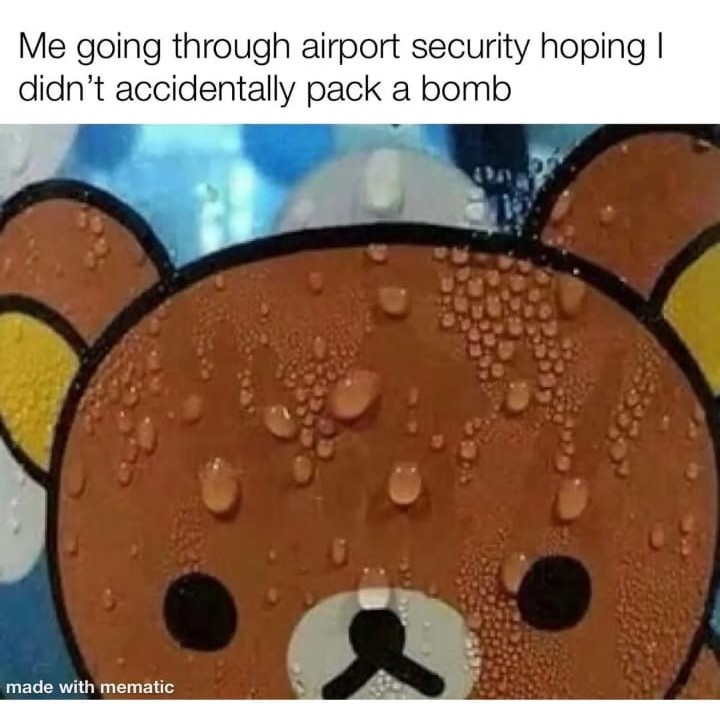 Me going through airport security hoping I
didn’t accidentally pack a bomb
made with mematic